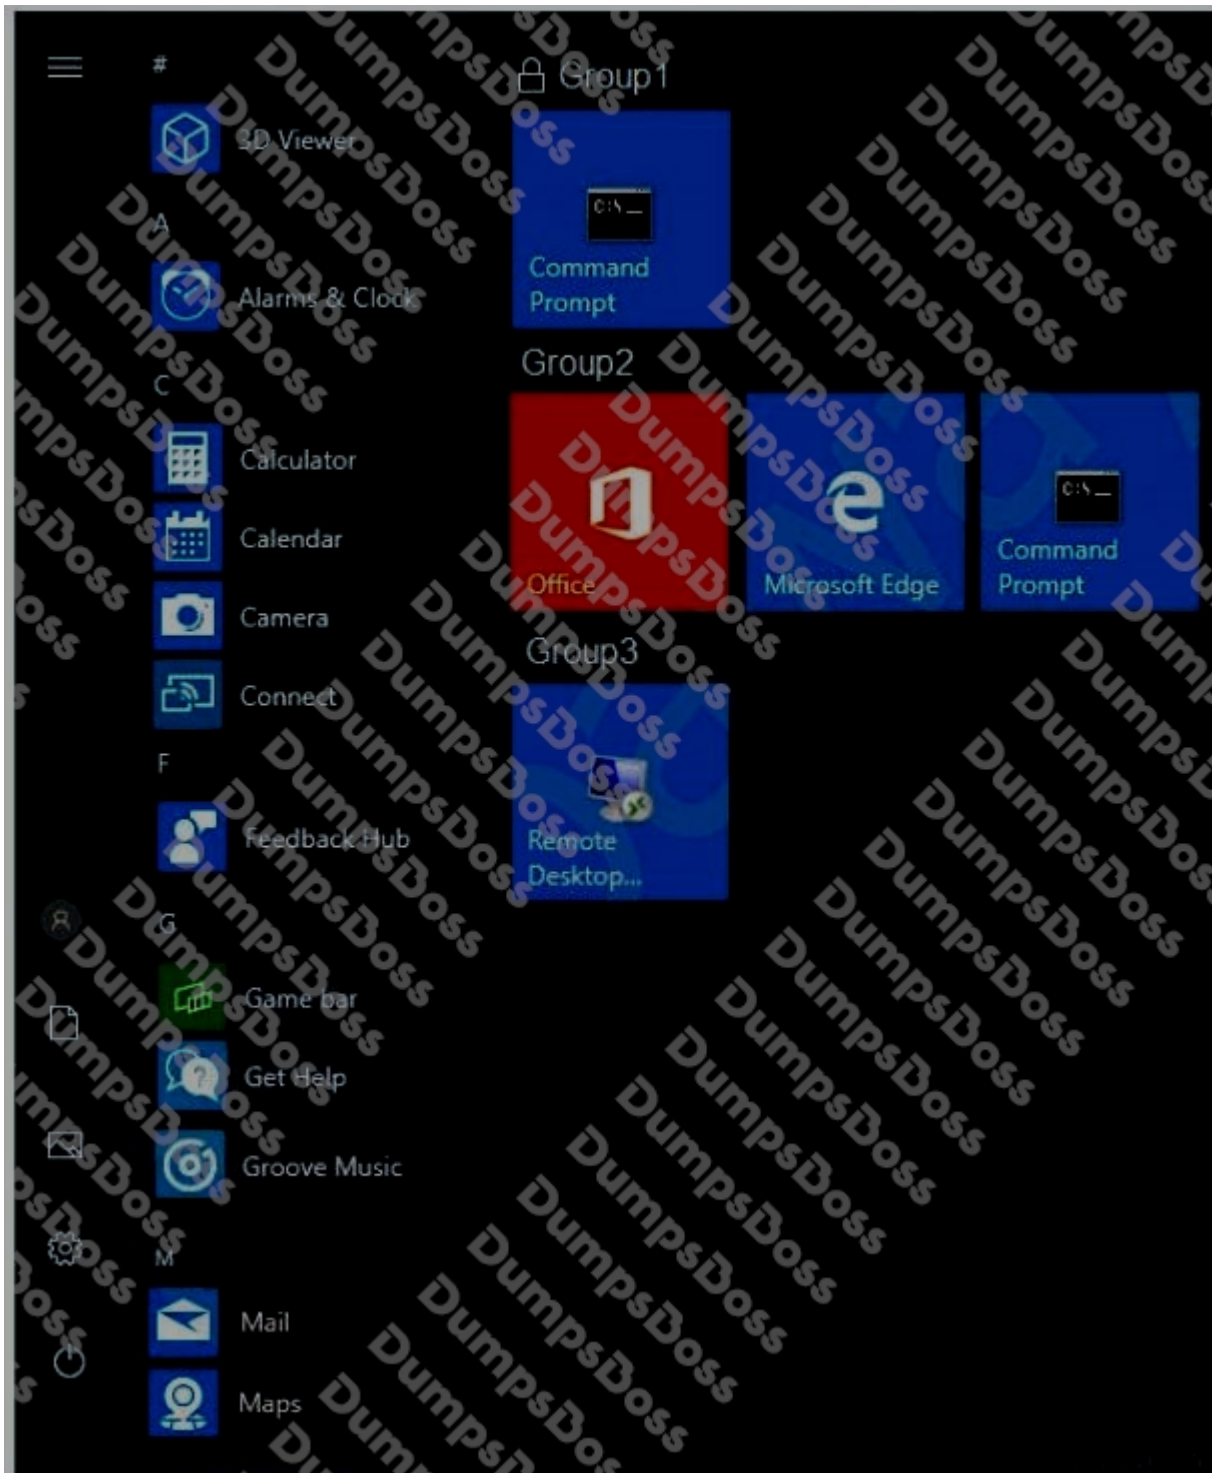 #
3D Viewer
A
Alarms & Clock
C
Calculator
Calendar
Camera
Connect
F
Feedback Hub
G
Game bar
Get Help
Groove Music
M
Mail
Maps
Group1
C:\
Command
Prompt
Group2
Office
Microsoft Edge
C:\
Command
Prompt
Group3
Remote
Desktop...
DumpsBoss